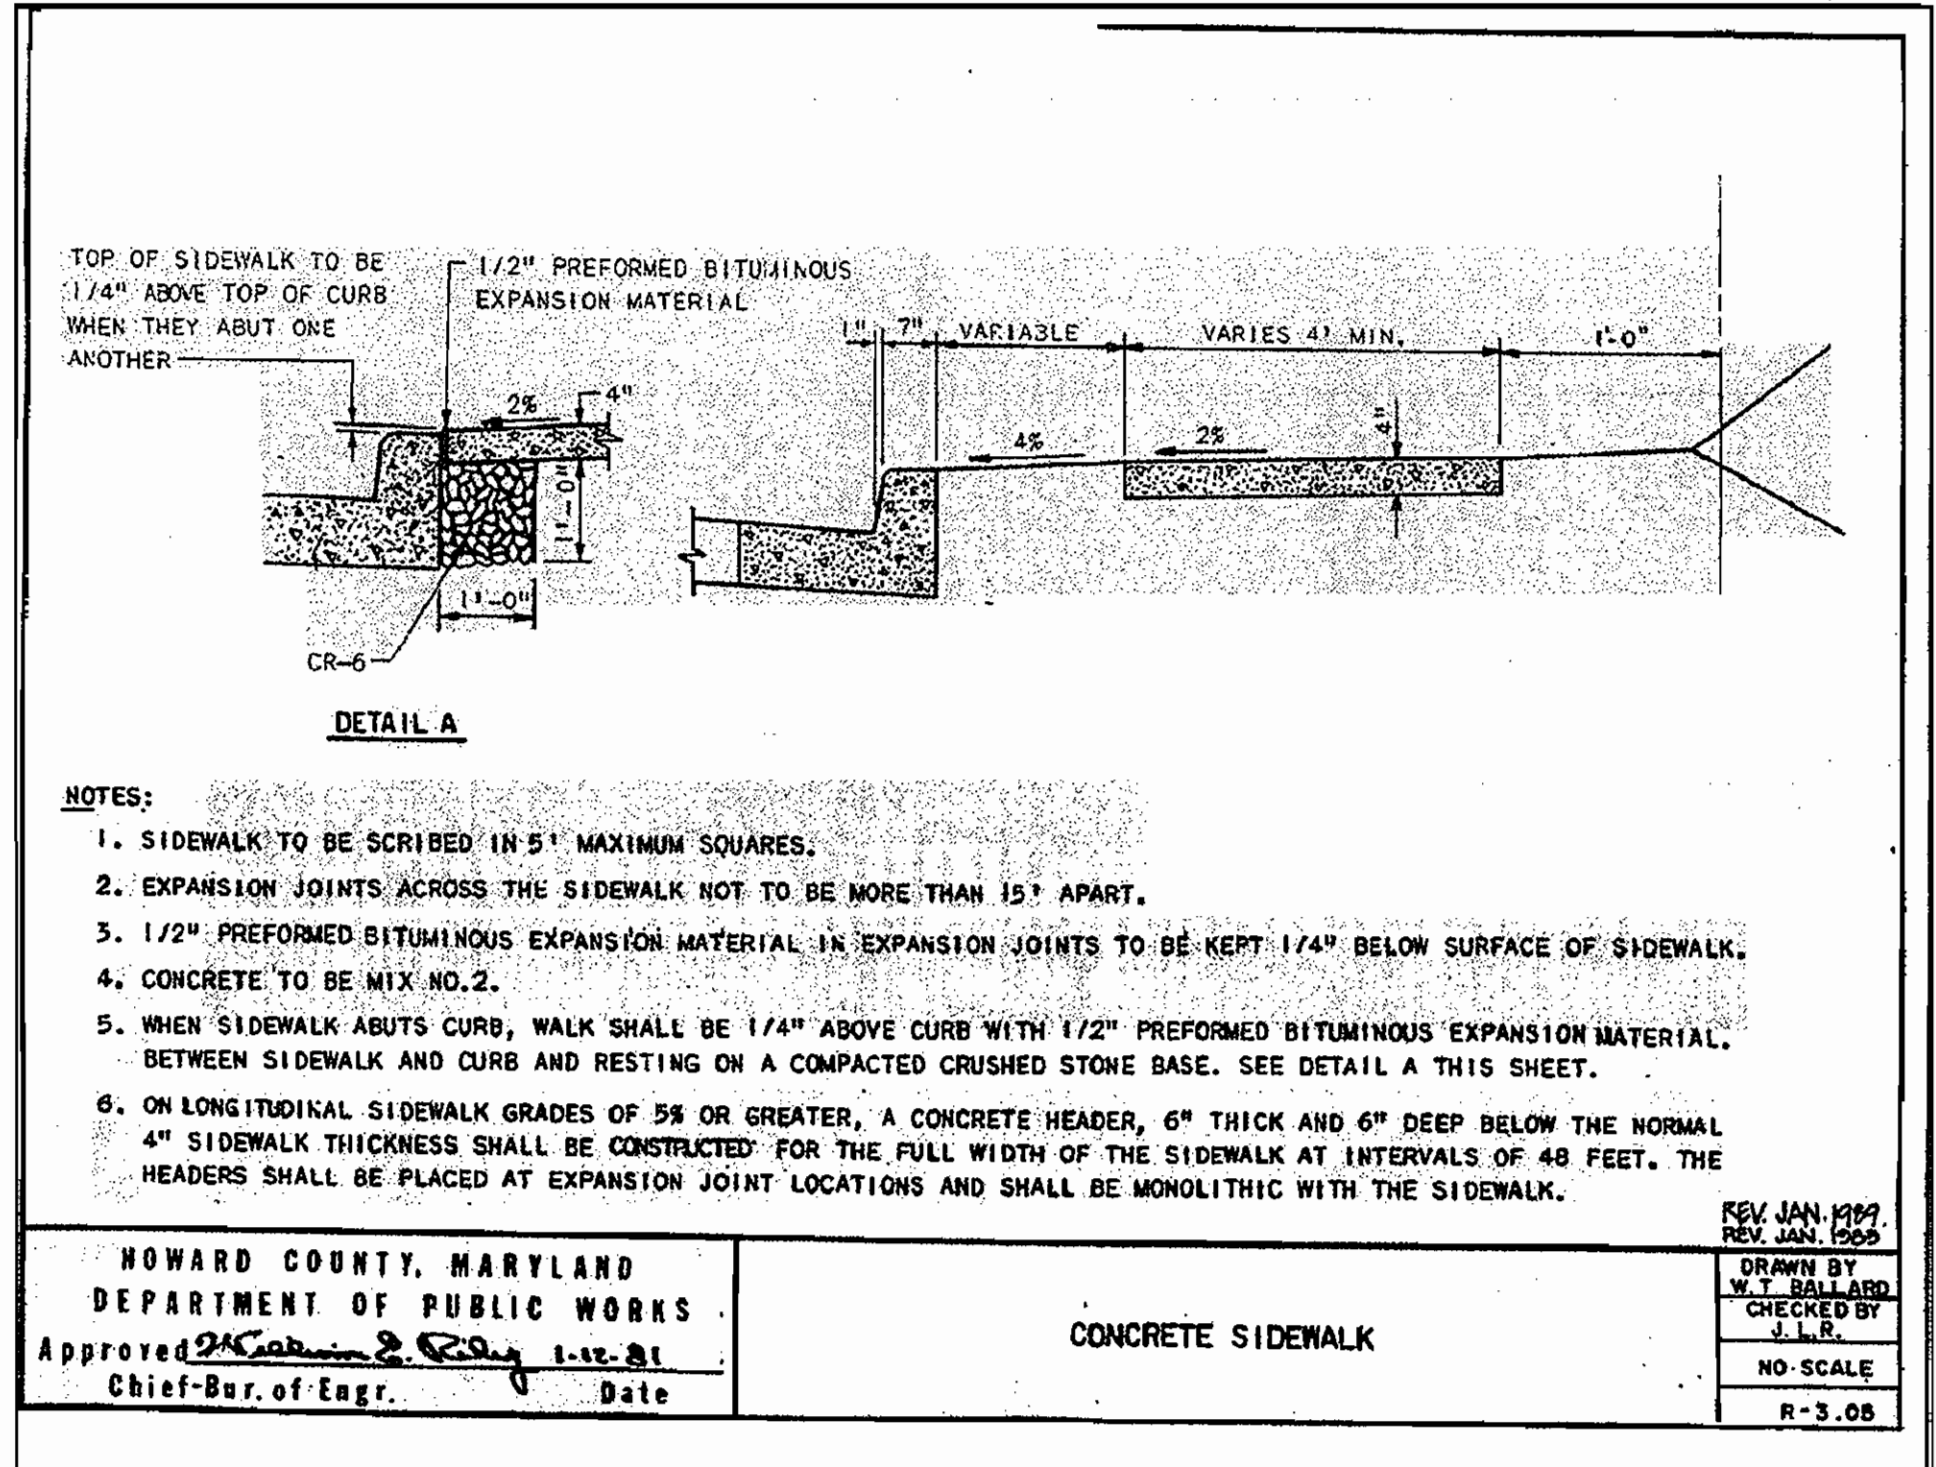 TOP OF SIDEWALK TO BE
1/4" ABOVE TOP OF CURB
WHEN THEY ABUT ONE
ANOTHER
1/2" PREFORMED BITUMINOUS
EXPANSION MATERIAL
2%
4"
1'-0"
1'-0"
CR-6
DETAIL A
1"
7"
VARIABLE
VARIES 4' MIN.
1'-0"
4%
2%
4"
NOTES:
1. SIDEWALK TO BE SCRIBED IN 5' MAXIMUM SQUARES.
2. EXPANSION JOINTS ACROSS THE SIDEWALK NOT TO BE MORE THAN 15' APART.
3. 1/2" PREFORMED BITUMINOUS EXPANSION MATERIAL IN EXPANSION JOINTS TO BE KEPT 1/4" BELOW SURFACE OF SIDEWALK.
4. CONCRETE TO BE MIX NO.2.
5. WHEN SIDEWALK ABUTS CURB, WALK SHALL BE 1/4" ABOVE CURB WITH 1/2" PREFORMED BITUMINOUS EXPANSION MATERIAL.
BETWEEN SIDEWALK AND CURB AND RESTING ON A COMPACTED CRUSHED STONE BASE. SEE DETAIL A THIS SHEET.
6. ON LONGITUDINAL SIDEWALK GRADES OF 5% OR GREATER, A CONCRETE HEADER, 6" THICK AND 6" DEEP BELOW THE NORMAL
4" SIDEWALK THICKNESS SHALL BE CONSTRUCTED FOR THE FULL WIDTH OF THE SIDEWALK AT INTERVALS OF 48 FEET. THE
HEADERS SHALL BE PLACED AT EXPANSION JOINT LOCATIONS AND SHALL BE MONOLITHIC WITH THE SIDEWALK.
REV. JAN. 1989.
REV. JAN.
HOWARD COUNTY, MARYLAND
DEPARTMENT OF PUBLIC WORKS
Approved 1-12-81
Chief-Bur. of Engr. Date
CONCRETE SIDEWALK
DRAWN BY
W.T. BALLARD
CHECKED BY
J.L.R.
NO SCALE
R-3.05